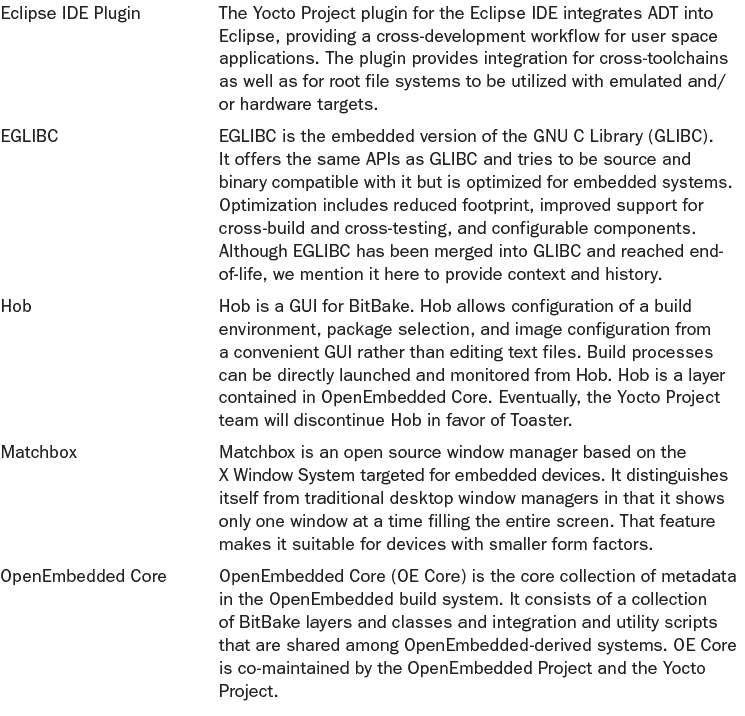 Eclipse IDE Plugin
The Yocto Project plugin for the Eclipse IDE integrates ADT into
Eclipse, providing a cross-development workflow for user space
applications. The plugin provides integration for cross-toolchains
as well as for root file systems to be utilized with emulated and/
or hardware targets.
EGLIBC
EGLIBC is the embedded version of the GNU C Library (GLIBC).
It offers the same APIs as GLIBC and tries to be source and
binary compatible with it but is optimized for embedded systems.
Optimization includes reduced footprint, improved support for
cross-build and cross-testing, and configurable components.
Although EGLIBC has been merged into GLIBC and reached end-
of-life, we mention it here to provide context and history.
Hob
Hob is a GUI for BitBake. Hob allows configuration of a build
environment, package selection, and image configuration from
a convenient GUI rather than editing text files. Build processes
can be directly launched and monitored from Hob. Hob is a layer
contained in OpenEmbedded Core. Eventually, the Yocto Project
team will discontinue Hob in favor of Toaster.
Matchbox
Matchbox is an open source window manager based on the
X Window System targeted for embedded devices. It distinguishes
itself from traditional desktop window managers in that it shows
only one window at a time filling the entire screen. That feature
makes it suitable for devices with smaller form factors.
OpenEmbedded Core
OpenEmbedded Core (OE Core) is the core collection of metadata
in the OpenEmbedded build system. It consists of a collection
of BitBake layers and classes and integration and utility scripts
that are shared among OpenEmbedded-derived systems. OE Core
is co-maintained by the OpenEmbedded Project and the Yocto
Project.